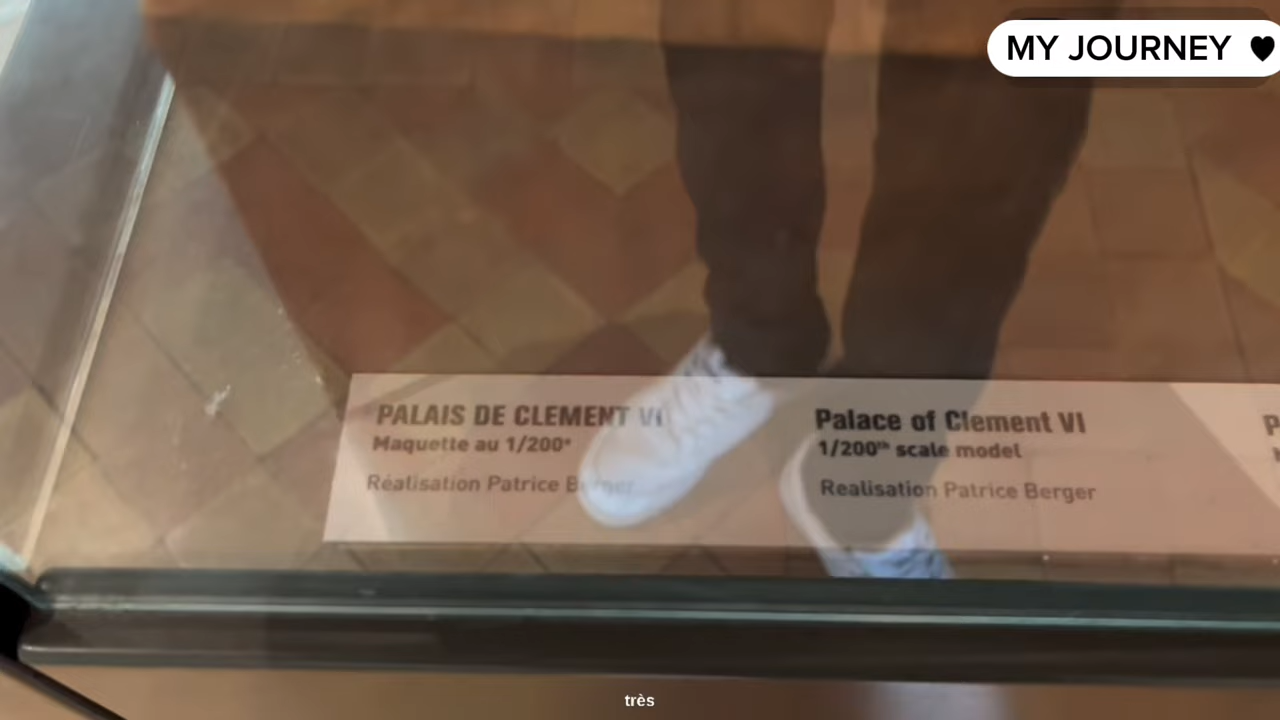 MY JOURNEY ♥
PALAIS DE CLEMENT VI
Maquette au 1/200ᵉ
Réalisation Patrice Berger
Palace of Clement VI
1/200ᵗʰ scale model
Realisation Patrice Berger
très